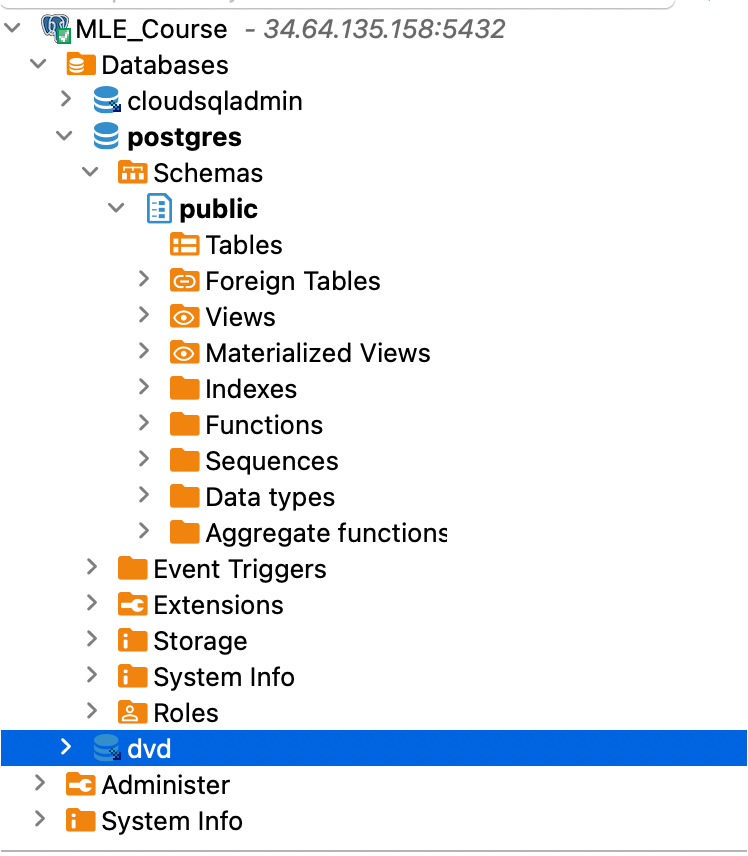 MLE_Course - 34.64.135.158:5432
Databases
cloudsqladmin
postgres
Schemas
public
Tables
Foreign Tables
Views
Materialized Views
Indexes
Functions
Sequences
Data types
Aggregate functions
Event Triggers
Extensions
Storage
System Info
Roles
dvd
Administer
System Info